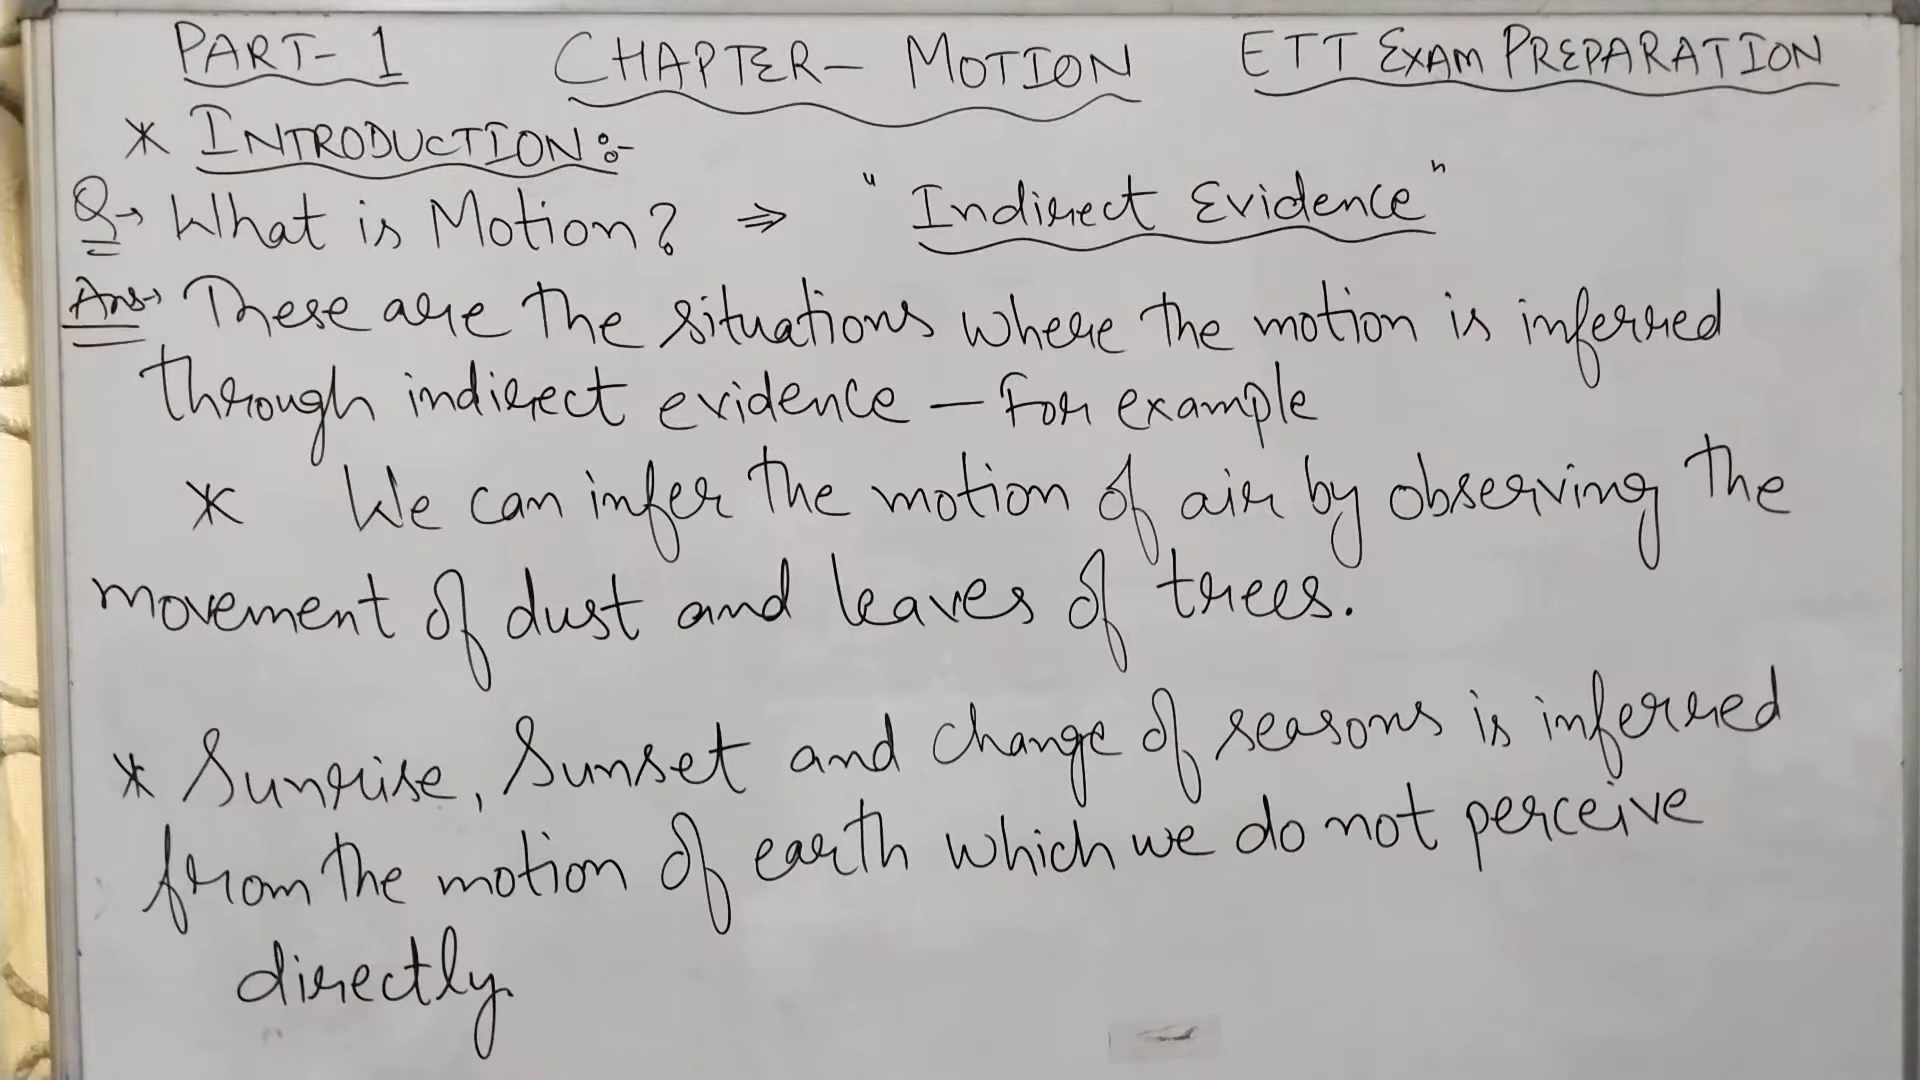 PART-1 CHAPTER- MOTION ETT EXAM PREPARATION
* INTRODUCTION:-
Q→ What is Motion? ⇒ "Indirect Evidence"
Ans→ These are the situations where the motion is inferred
through indirect evidence - For example
* We can infer the motion of air by observing the
movement of dust and leaves of trees.
* Sunrise, Sunset and change of seasons is inferred
from the motion of earth which we do not perceive
directly.